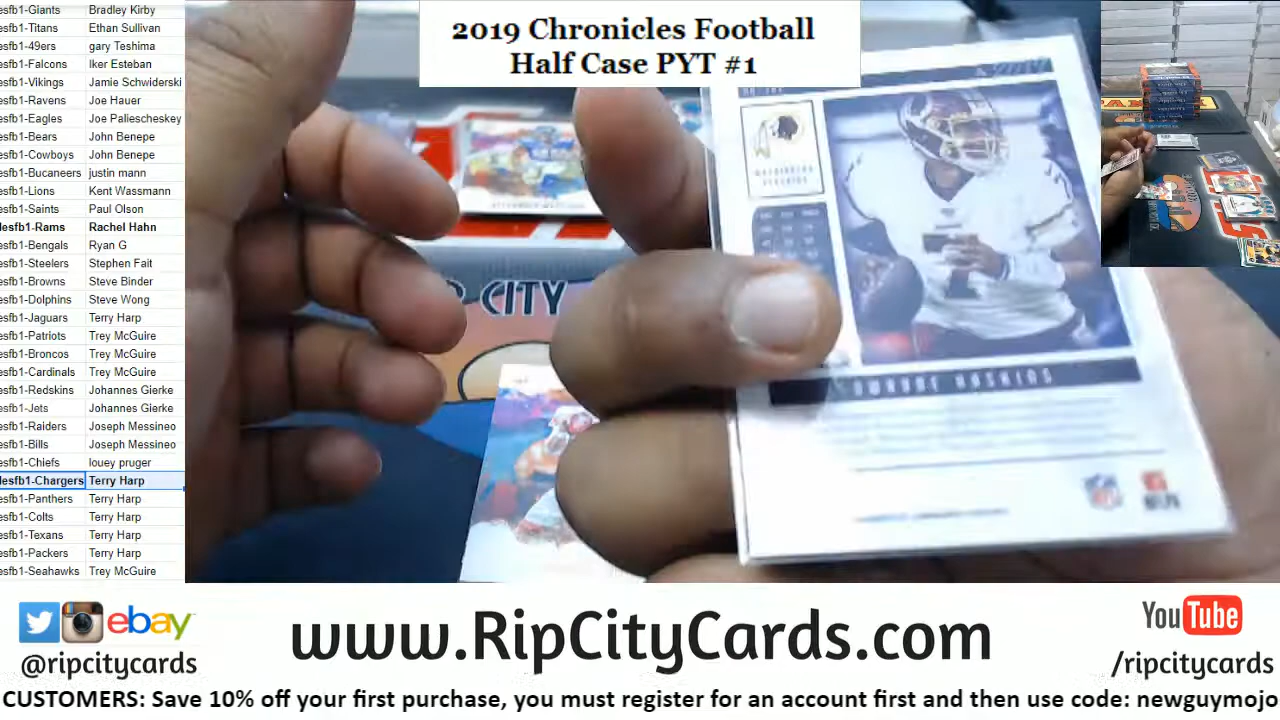 2019 Chronicles Football
Half Case PYT #1
esfb1-Giants Bradley Kirby
esfb1-Titans Ethan Sullivan
esfb1-49ers gary Teshima
esfb1-Falcons Iker Esteban
esfb1-Vikings Jamie Schwiderski
esfb1-Ravens Joe Hauer
esfb1-Eagles Joe Palieschesky
esfb1-Bears John Benepe
esfb1-Cowboys John Benepe
esfb1-Bucaneers justin mann
esfb1-Lions Kent Wassmann
esfb1-Saints Paul Olson
lesfb1-Rams Rachel Hahn
esfb1-Bengals Ryan G
esfb1-Steelers Stephen Fait
esfb1-Browns Steve Binder
esfb1-Dolphins Steve Wong
esfb1-Jaguars Terry Harp
esfb1-Patriots Trey McGuire
esfb1-Broncos Trey McGuire
esfb1-Cardinals Trey McGuire
esfb1-Redskins Johannes Gierke
esfb1-Jets Johannes Gierke
esfb1-Raiders Joseph Messineo
esfb1-Bills Joseph Messineo
esfb1-Chiefs louey pruger
lesfb1-Chargers Terry Harp
esfb1-Panthers Terry Harp
esfb1-Colts Terry Harp
esfb1-Texans Terry Harp
esfb1-Packers Terry Harp
esfb1-Seahawks Trey McGuire
P CITY
DWAYNE HASKINS
NFL
ebay
@ripcitycards
www.RipCityCards.com
YouTube
/ripcitycards
CUSTOMERS: Save 10% off your first purchase, you must register for an account first and then use code: newguymojo